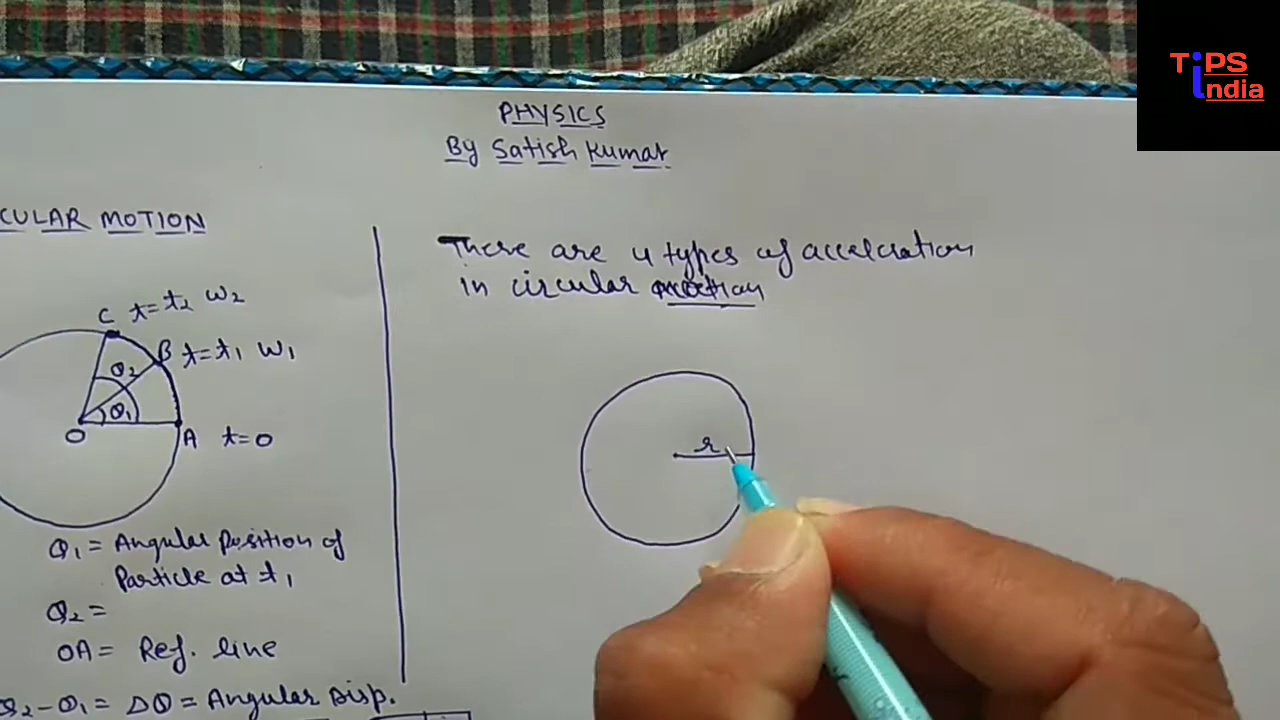 TiPS
india
PHYSICS
By Satish Kumar
CULAR MOTION
C t=t2 ω2
B t=t1 ω1
θ2
θ1
O
A t=0
θ1 = Angular Position of
Particle at t1
θ2 =
OA = Ref. line
θ2-θ1 = Δθ = Angular Disp.
There are 4 types of accelcration
in circular motion
r